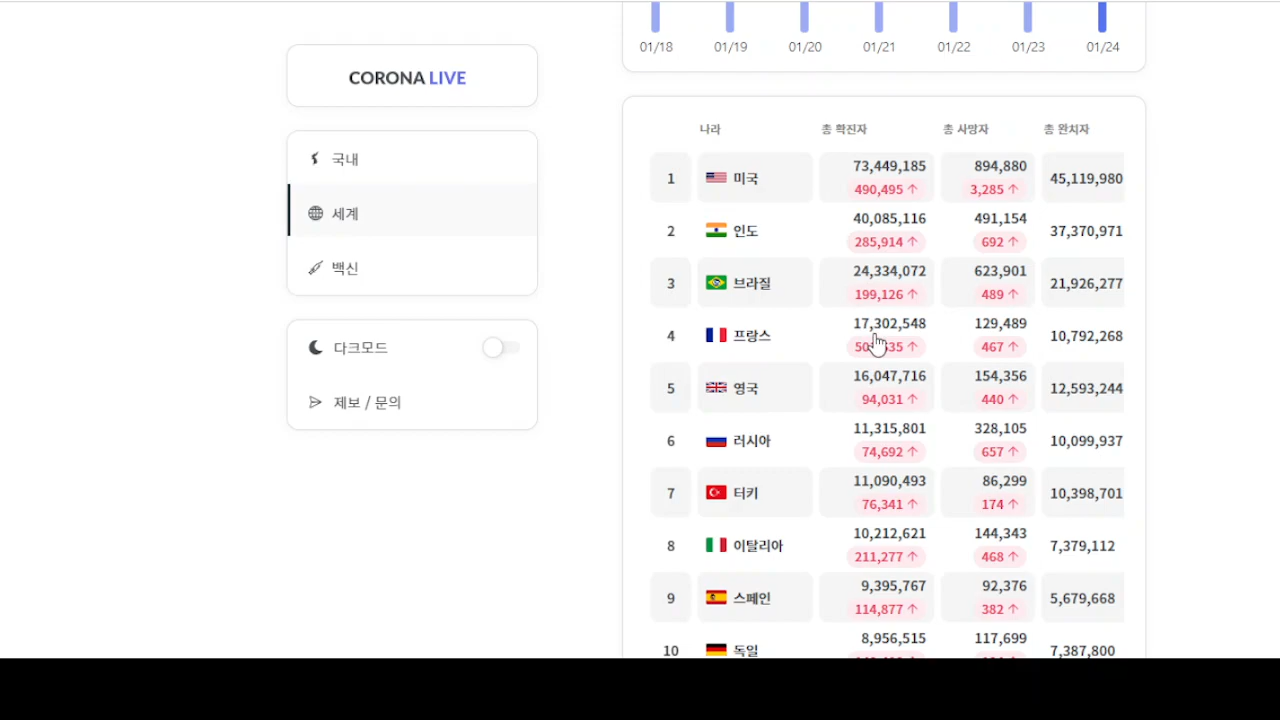 01/18 01/19 01/20 01/21 01/22 01/23 01/24
CORONA LIVE
국내
세계
백신
다크모드
제보 / 문의
나라 총 확진자 총 사망자 총 완치자
1 미국 73,449,185 894,880 45,119,980
490,495 ↑ 3,285 ↑
2 인도 40,085,116 491,154 37,370,971
285,914 ↑ 692 ↑
3 브라질 24,334,072 623,901 21,926,277
199,126 ↑ 489 ↑
4 프랑스 17,302,548 129,489 10,792,268
467 ↑
5 영국 16,047,716 154,356 12,593,244
94,031 ↑ 440 ↑
6 러시아 11,315,801 328,105 10,099,937
74,692 ↑ 657 ↑
7 터키 11,090,493 86,299 10,398,701
76,341 ↑ 174 ↑
8 이탈리아 10,212,621 144,343 7,379,112
211,277 ↑ 468 ↑
9 스페인 9,395,767 92,376 5,679,668
114,877 ↑ 382 ↑
10 독일 8,956,515 117,699 7,387,800